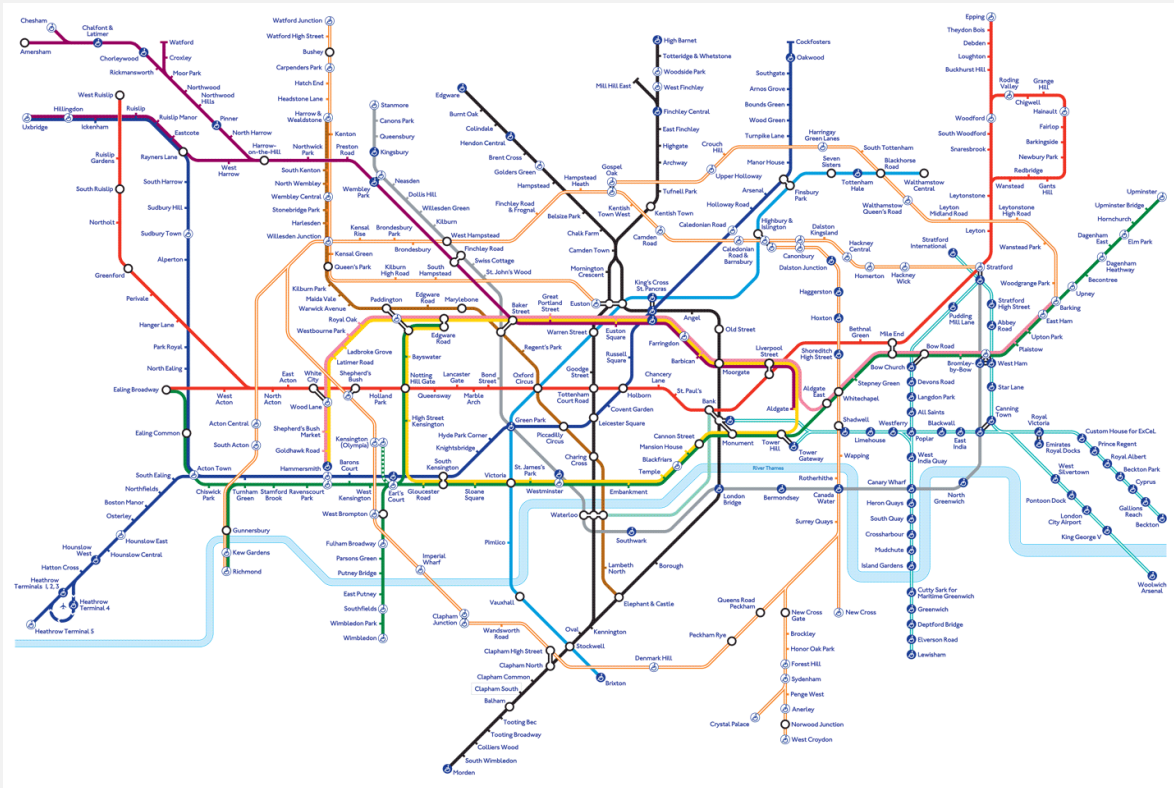 Chesham
Chalfont &
Latimer
Amersham
Chorleywood
Rickmansworth
Watford
Croxley
Moor Park
Northwood
Northwood
Hills
Pinner
North Harrow
Harrow-
on-the-Hill
Northwick
Park
Preston
Road
Wembley
Park
West Ruislip
Hillingdon
Uxbridge
Ickenham
Ruislip
Ruislip Manor
Eastcote
Rayners Lane
West
Harrow
Ruislip
Gardens
South Ruislip
Northolt
Greenford
Perivale
Hanger Lane
South Harrow
Sudbury Hill
Sudbury Town
Alperton
Park Royal
North Ealing
Ealing Broadway
Ealing Common
South Ealing
Northfields
Boston Manor
Osterley
Hounslow East
Hounslow Central
Hounslow
West
Hatton Cross
Heathrow
Terminals 1, 2, 3
Heathrow
Terminal 4
Heathrow Terminal 5
Watford Junction
Watford High Street
Bushey
Carpenders Park
Hatch End
Headstone Lane
Harrow &
Wealdstone
Kenton
South Kenton
North Wembley
Wembley Central
Stonebridge Park
Harlesden
Willesden Junction
Kensal Green
Queen's Park
Kilburn Park
Maida Vale
Warwick Avenue
Paddington
Stanmore
Canons Park
Queensbury
Kingsbury
Neasden
Dollis Hill
Willesden Green
Kilburn
West Hampstead
Finchley Road
Swiss Cottage
St. John's Wood
Kensal
Rise
Brondesbury
Park
Brondesbury
Kilburn
High Road
South
Hampstead
Edgware
Road
Marylebone
Baker
Street
Great
Portland
Street
Euston
Square
Edgware
Burnt Oak
Colindale
Hendon Central
Brent Cross
Golders Green
Hampstead
Belsize Park
Chalk Farm
Camden Town
Mornington
Crescent
Euston
Finchley Road
& Frognal
Hampstead
Heath
Gospel
Oak
Kentish
Town West
Camden
Road
High Barnet
Totteridge & Whetstone
Woodside Park
West Finchley
Mill Hill East
Finchley Central
East Finchley
Highgate
Archway
Tufnell Park
Kentish Town
Crouch
Hill
Upper Holloway
Harringay
Green Lanes
South Tottenham
Cockfosters
Oakwood
Southgate
Arnos Grove
Bounds Green
Wood Green
Turnpike Lane
Manor House
Finsbury
Park
Arsenal
Holloway Road
Caledonian Road
King's Cross
St. Pancras
Seven
Sisters
Tottenham
Hale
Blackhorse
Road
Walthamstow
Central
Walthamstow
Queen's Road
Leyton
Midland Road
Leytonstone
High Road
Wanstead Park
Woodgrange Park
Highbury &
Islington
Caledonian
Road &
Barnsbury
Canonbury
Dalston
Kingsland
Dalston Junction
Hackney
Central
Homerton
Hackney
Wick
Haggerston
Hoxton
Shoreditch
High Street
Epping
Theydon Bois
Debden
Loughton
Buckhurst Hill
Roding
Valley
Chigwell
Grange
Hill
Hainault
Fairlop
Barkingside
Newbury Park
Redbridge
Gants
Hill
Wanstead
Woodford
South Woodford
Snaresbrook
Leytonstone
Leyton
Stratford
Stratford
International
Stratford
High Street
Abbey
Road
Pudding
Mill Lane
Upminster
Upminster Bridge
Hornchurch
Elm Park
Dagenham
East
Dagenham
Heathway
Becontree
Upney
Barking
East Ham
Upton Park
Plaistow
West Ham
Bromley-
by-Bow
Bow Road
Bow Church
Mile End
Bethnal
Green
Stepney Green
Whitechapel
Aldgate
East
Aldgate
Liverpool
Street
Moorgate
Barbican
Farringdon
Old Street
Angel
Royal Oak
Westbourne Park
Ladbroke Grove
Latimer Road
White
City
Wood Lane
Shepherd's
Bush
Shepherd's Bush
Market
Goldhawk Road
Hammersmith
East
Acton
North
Acton
West
Acton
Acton Central
South Acton
Acton Town
Chiswick
Park
Turnham
Green
Stamford
Brook
Ravenscourt
Park
Barons
Court
West
Kensington
Earl's
Court
Kensington
(Olympia)
Holland
Park
Edgware
Road
Bayswater
Notting
Hill Gate
Queensway
Lancaster
Gate
Marble
Arch
Bond
Street
Oxford
Circus
Regent's Park
Warren Street
Goodge
Street
Tottenham
Court Road
Russell
Square
Holborn
Chancery
Lane
St. Paul's
Bank
High Street
Kensington
South
Kensington
Gloucester
Road
Sloane
Square
Victoria
Knightsbridge
Hyde Park Corner
Green Park
Piccadilly
Circus
Leicester Square
Covent Garden
Charing
Cross
St. James's
Park
Westminster
Embankment
Temple
Blackfriars
Mansion House
Cannon Street
Monument
Tower
Hill
Tower
Gateway
Shadwell
Limehouse
Westferry
Poplar
Blackwall
East
India
Canning
Town
Star Lane
Devons Road
Langdon Park
All Saints
West
India Quay
Canary Wharf
Heron Quays
South Quay
Crossharbour
Mudchute
Island Gardens
Cutty Sark for
Maritime Greenwich
Greenwich
Deptford Bridge
Elverson Road
Lewisham
North
Greenwich
Royal
Victoria
Emirates
Royal Docks
Custom House for ExCeL
Prince Regent
Royal Albert
Beckton Park
Cyprus
Gallions
Reach
Beckton
West
Silvertown
Pontoon Dock
London
City Airport
King George V
Woolwich
Arsenal
River Thames
Wapping
Rotherhithe
Canada
Water
Bermondsey
London
Bridge
Southwark
Waterloo
Surrey Quays
New Cross
New Cross
Gate
Brockley
Honor Oak Park
Forest Hill
Sydenham
Penge West
Anerley
Norwood Junction
West Croydon
Crystal Palace
Queens Road
Peckham
Peckham Rye
Denmark Hill
Wandsworth
Road
Clapham
Junction
Imperial
Wharf
Clapham High Street
Clapham North
Clapham Common
Clapham South
Balham
Tooting Bec
Tooting Broadway
Colliers Wood
South Wimbledon
Morden
Stockwell
Brixton
Oval
Kennington
Elephant & Castle
Borough
Lambeth
North
Vauxhall
Pimlico
West Brompton
Fulham Broadway
Parsons Green
Putney Bridge
East Putney
Southfields
Wimbledon Park
Wimbledon
Gunnersbury
Kew Gardens
Richmond